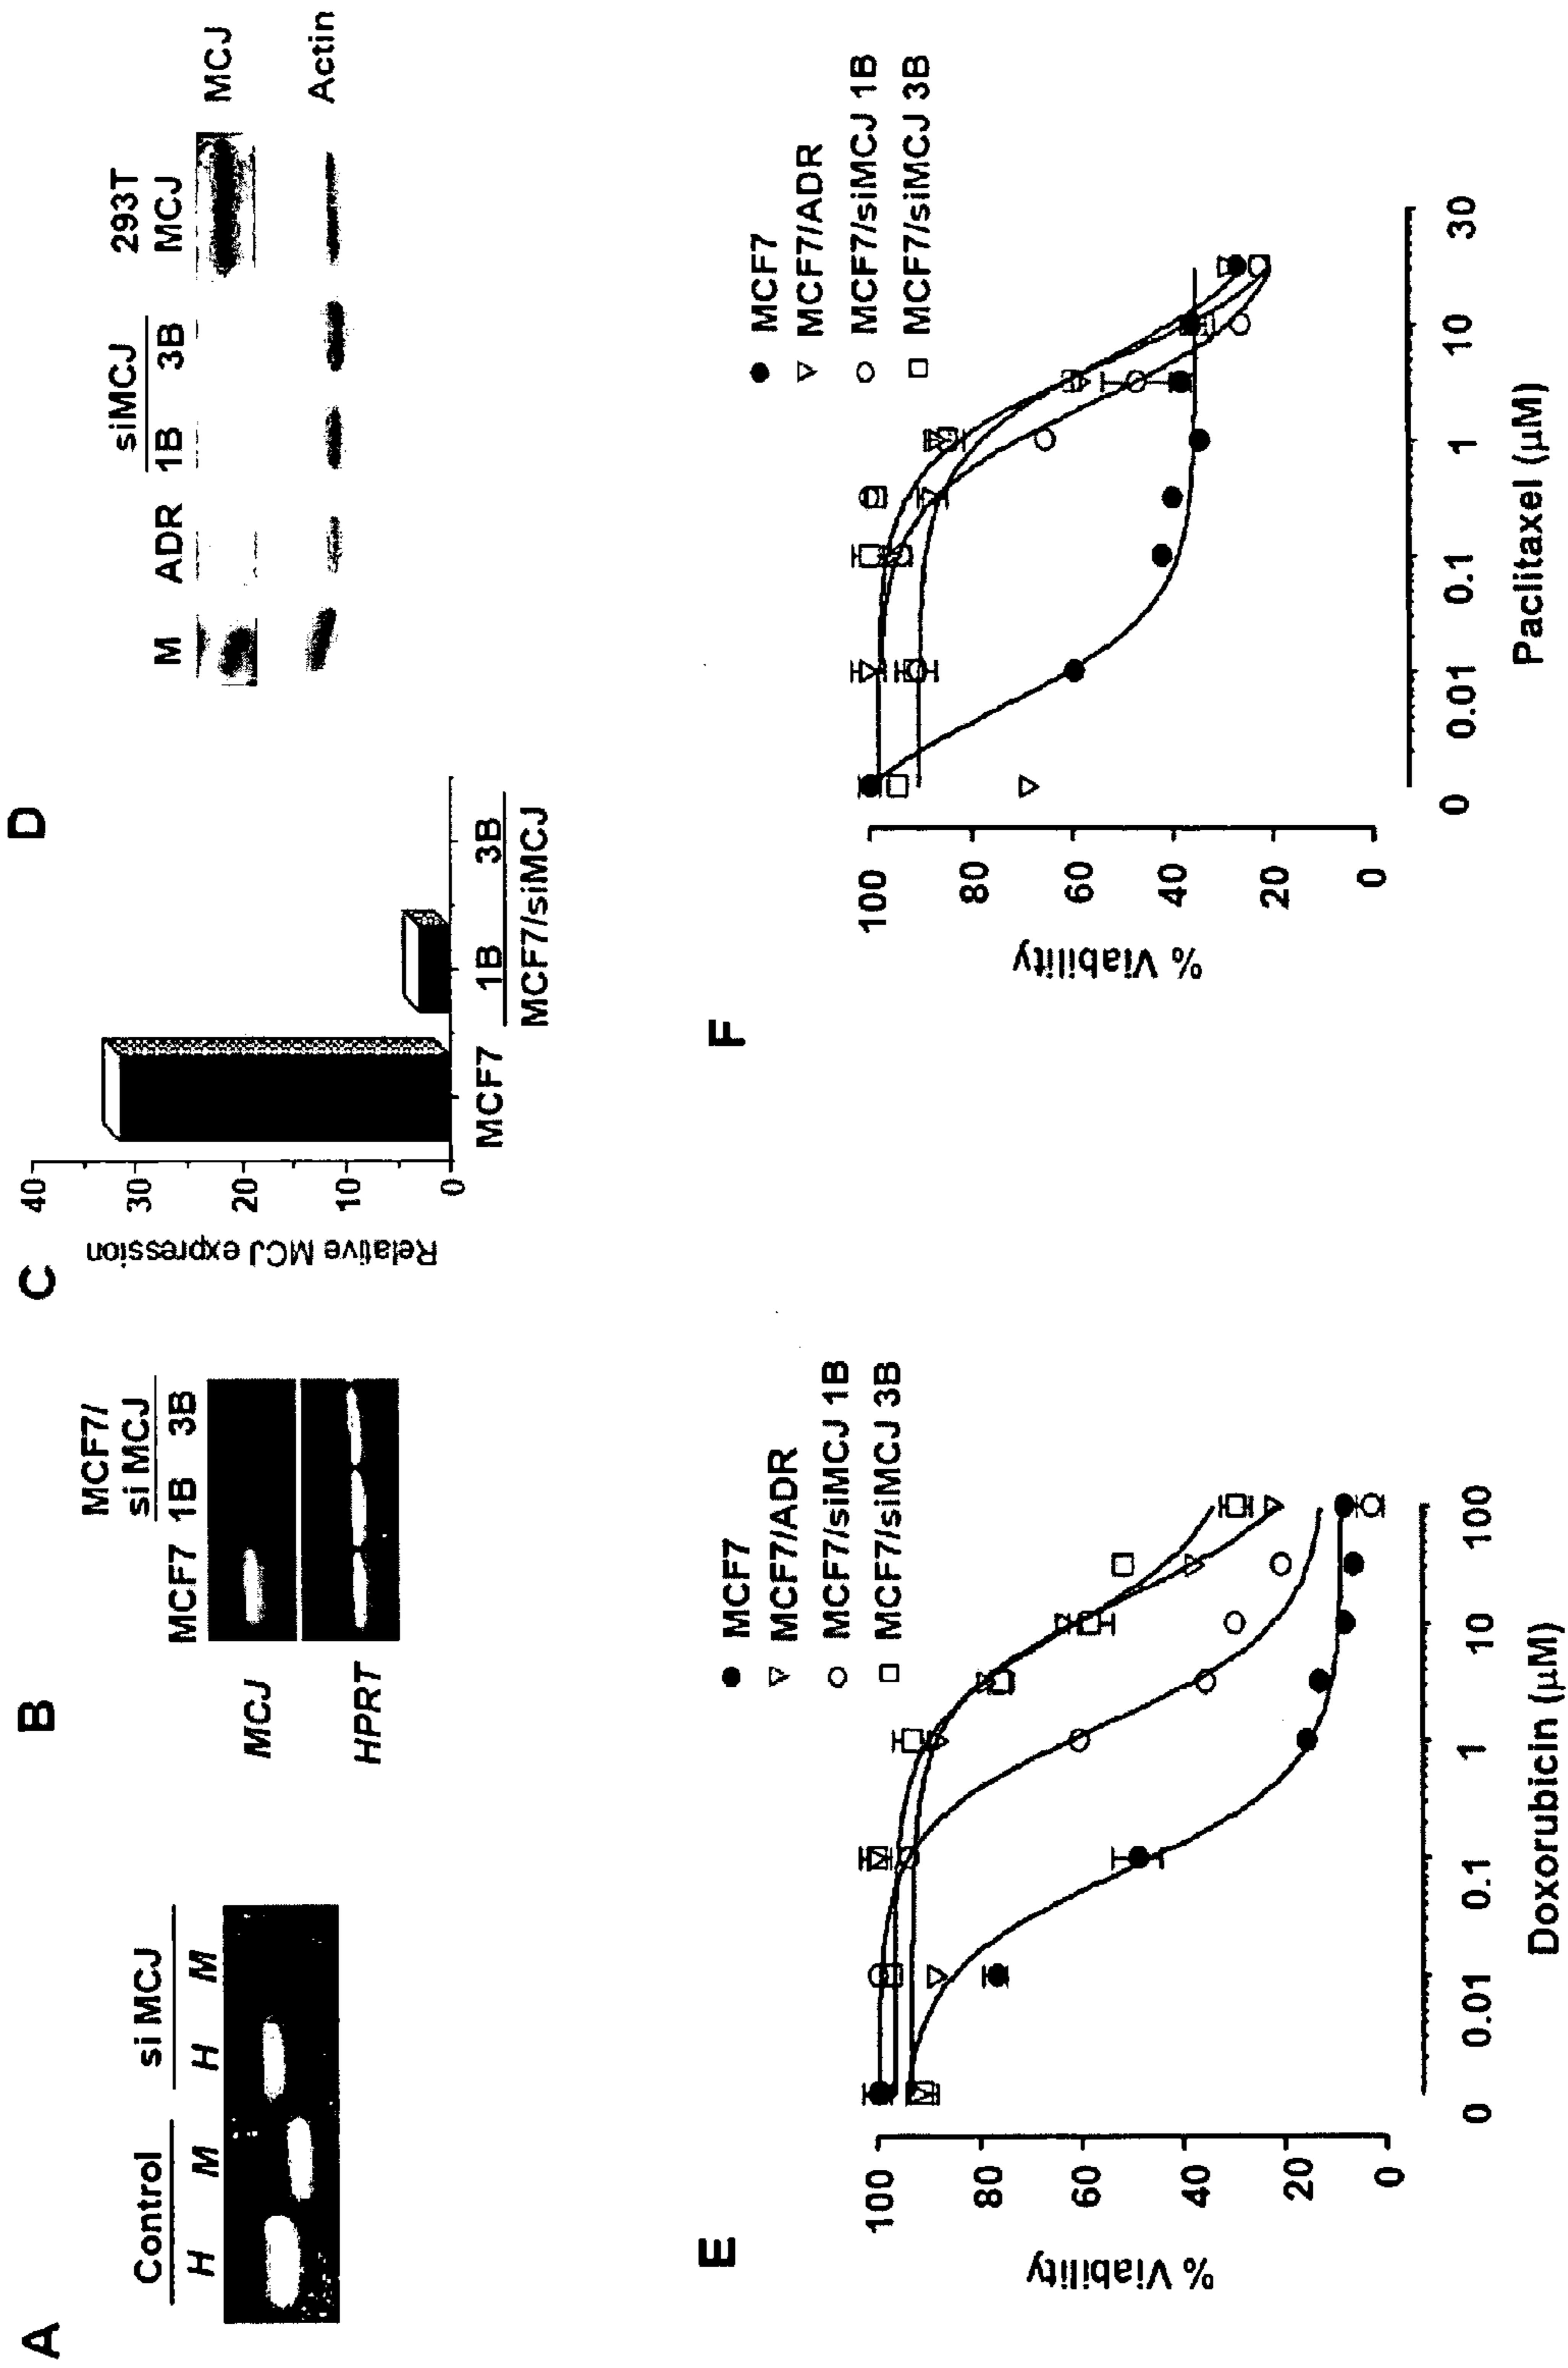 A
Control
si MCJ
H M H M
B
MCF7/
si MCJ
MCF7 1B 3B
MCJ
HPRT
C
Relative MCJ expression
40
30
20
10
0
MCF7 1B 3B
MCF7/siMCJ
D
siMCJ
293T
M ADR 1B 3B MCJ
MCJ
Actin
E
% Viability
100
80
60
40
20
0
0 0.01 0.1 1 10 100
Doxorubicin (µM)
MCF7
MCF7/ADR
MCF7/siMCJ 1B
MCF7/siMCJ 3B
F
% Viability
100
80
60
40
20
0
0 0.01 0.1 1 10 30
Paclitaxel (µM)
MCF7
MCF7/ADR
MCF7/siMCJ 1B
MCF7/siMCJ 3B